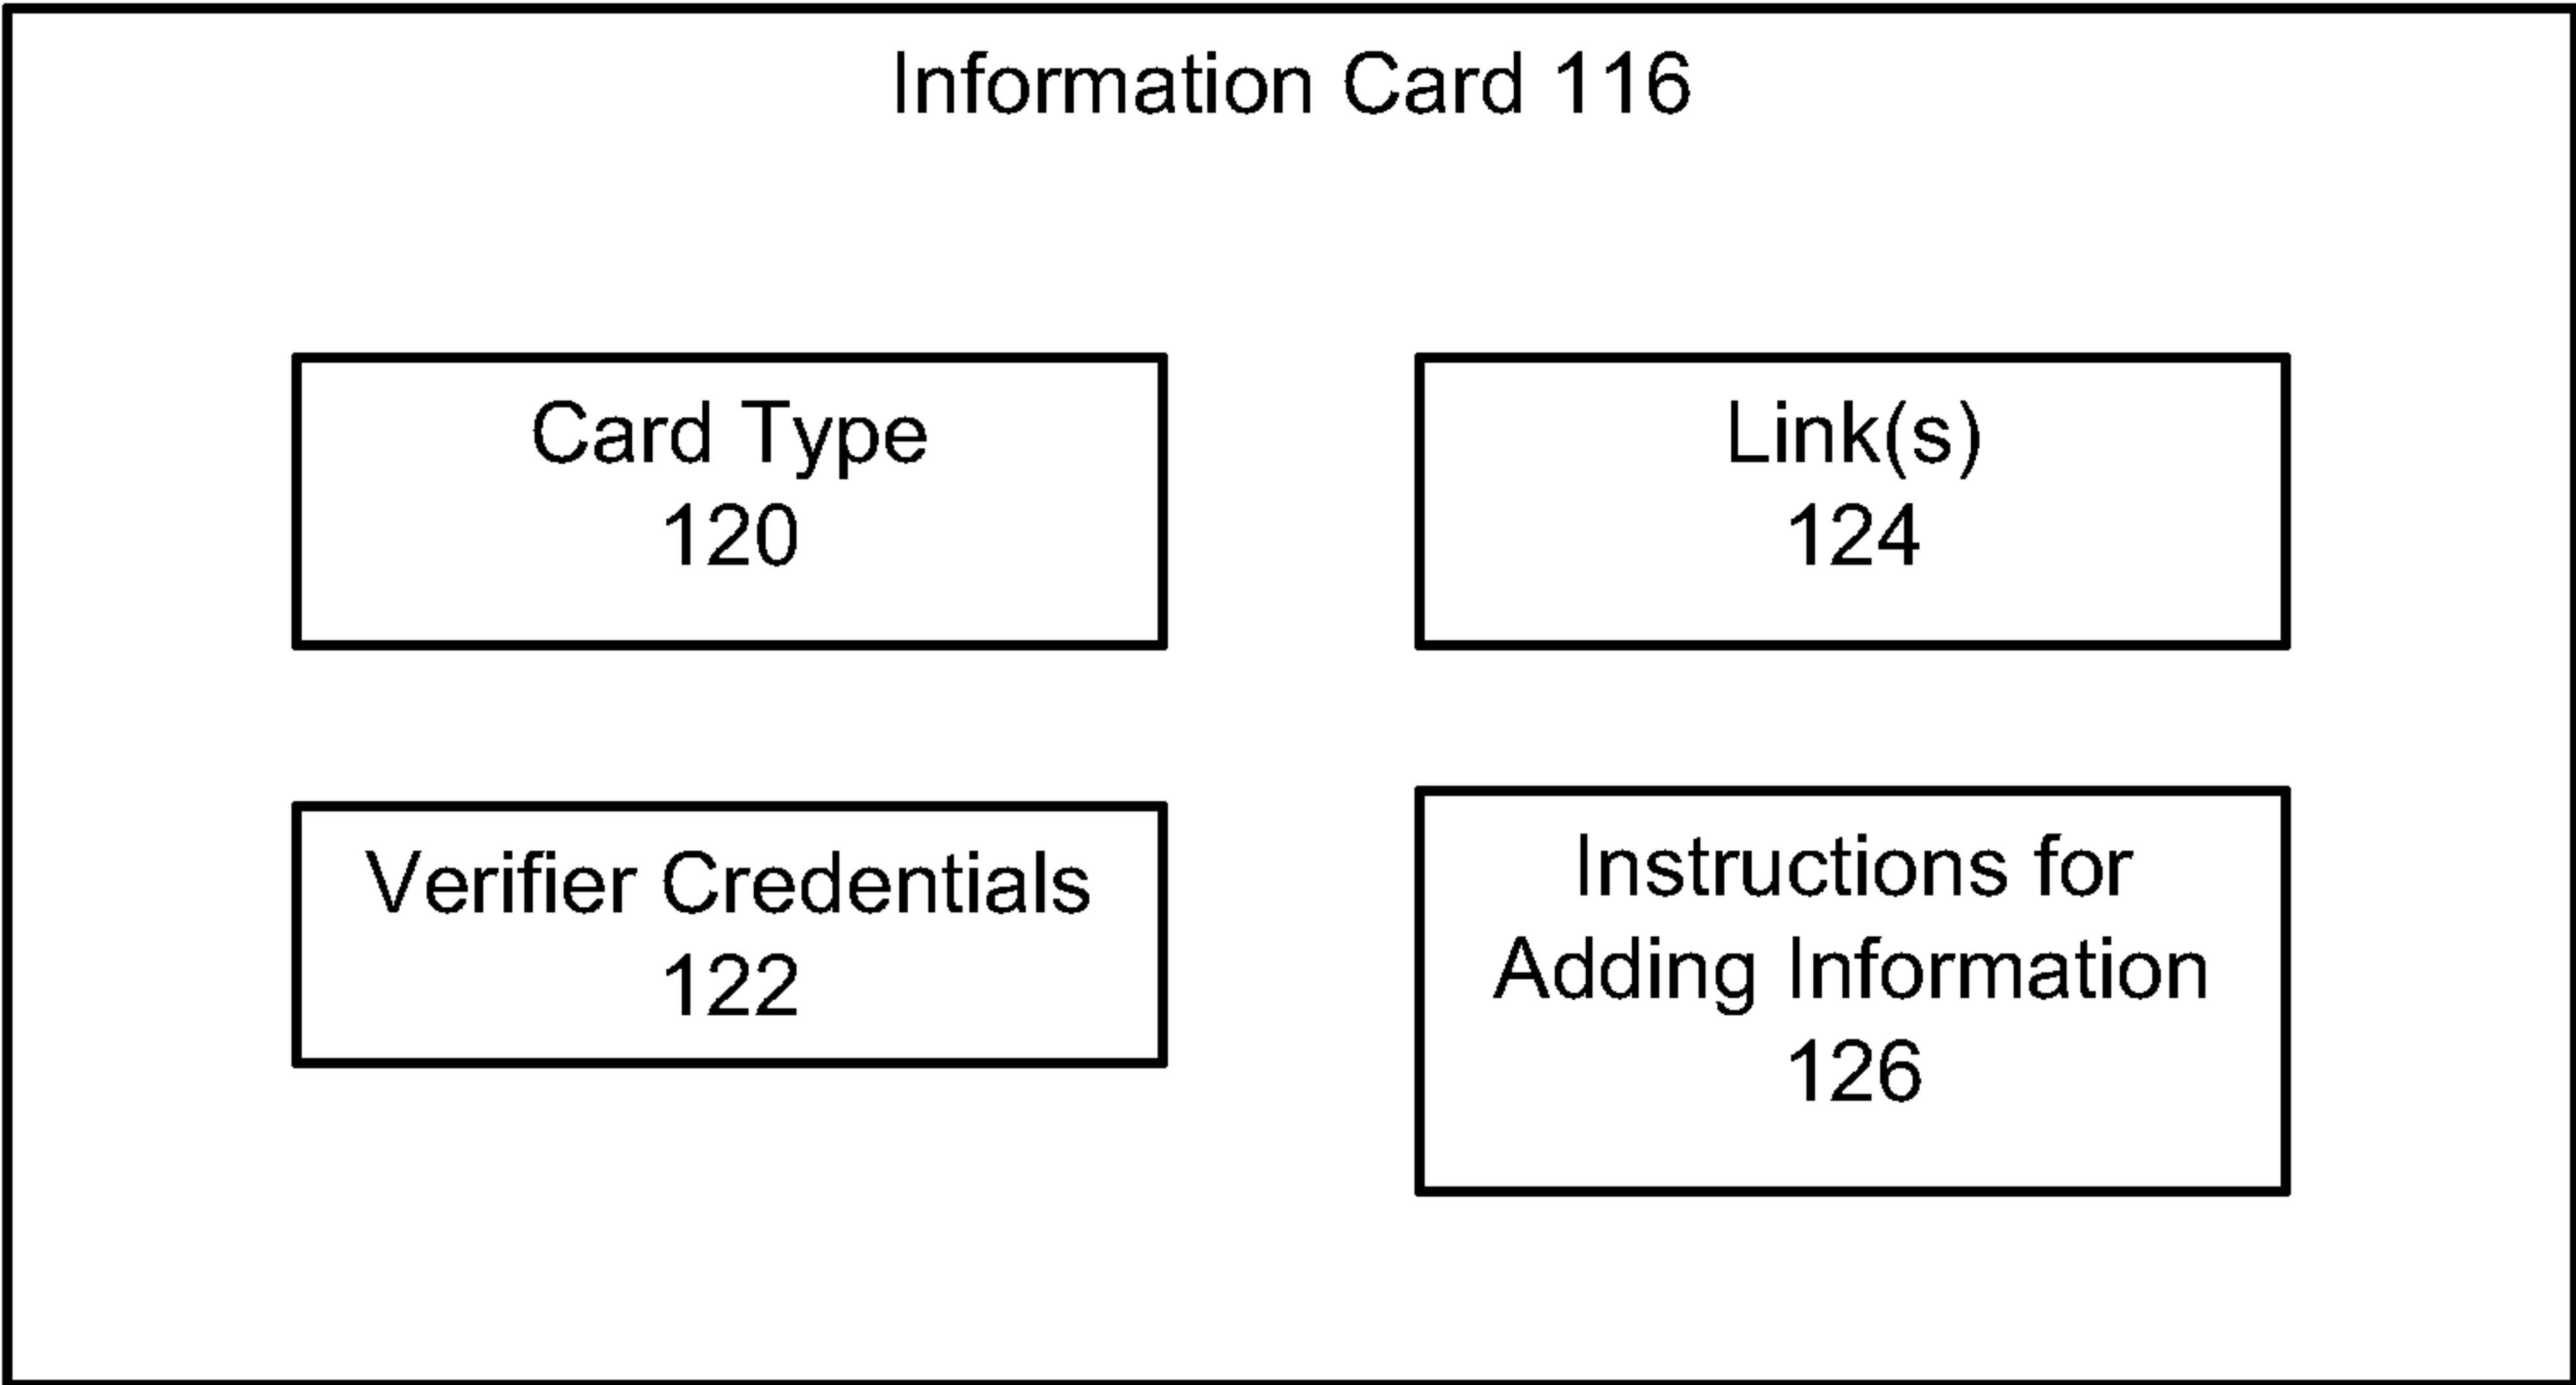 Information Card 116
Card Type
120
Link(s)
124
Verifier Credentials
122
Instructions for
Adding Information
126